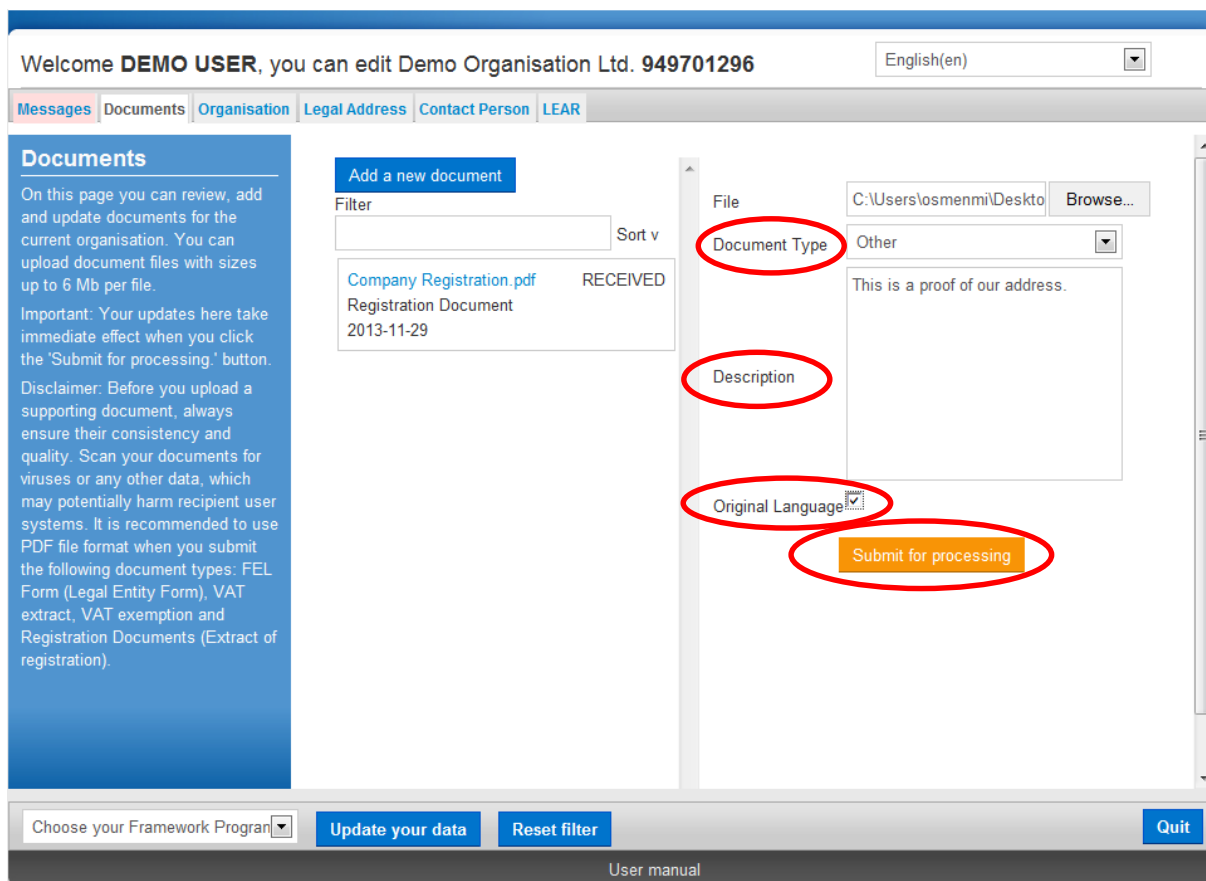 Welcome DEMO USER, you can edit Demo Organisation Ltd. 949701296
English(en)
Messages Documents Organisation Legal Address Contact Person LEAR
Documents
On this page you can review, add
and update documents for the
current organisation. You can
upload document files with sizes
up to 6 Mb per file.
Important: Your updates here take
immediate effect when you click
the 'Submit for processing.' button.
Disclaimer: Before you upload a
supporting document, always
ensure their consistency and
quality. Scan your documents for
viruses or any other data, which
may potentially harm recipient user
systems. It is recommended to use
PDF file format when you submit
the following document types: FEL
Form (Legal Entity Form), VAT
extract, VAT exemption and
Registration Documents (Extract of
registration).
Add a new document
Filter
Sort v
Company Registration.pdf RECEIVED
Registration Document
2013-11-29
File C:\Users\osmenmi\Deskto Browse...
Document Type Other
This is a proof of our address.
Description
Original Language
Submit for processing
Choose your Framework Progran Update your data Reset filter Quit
User manual